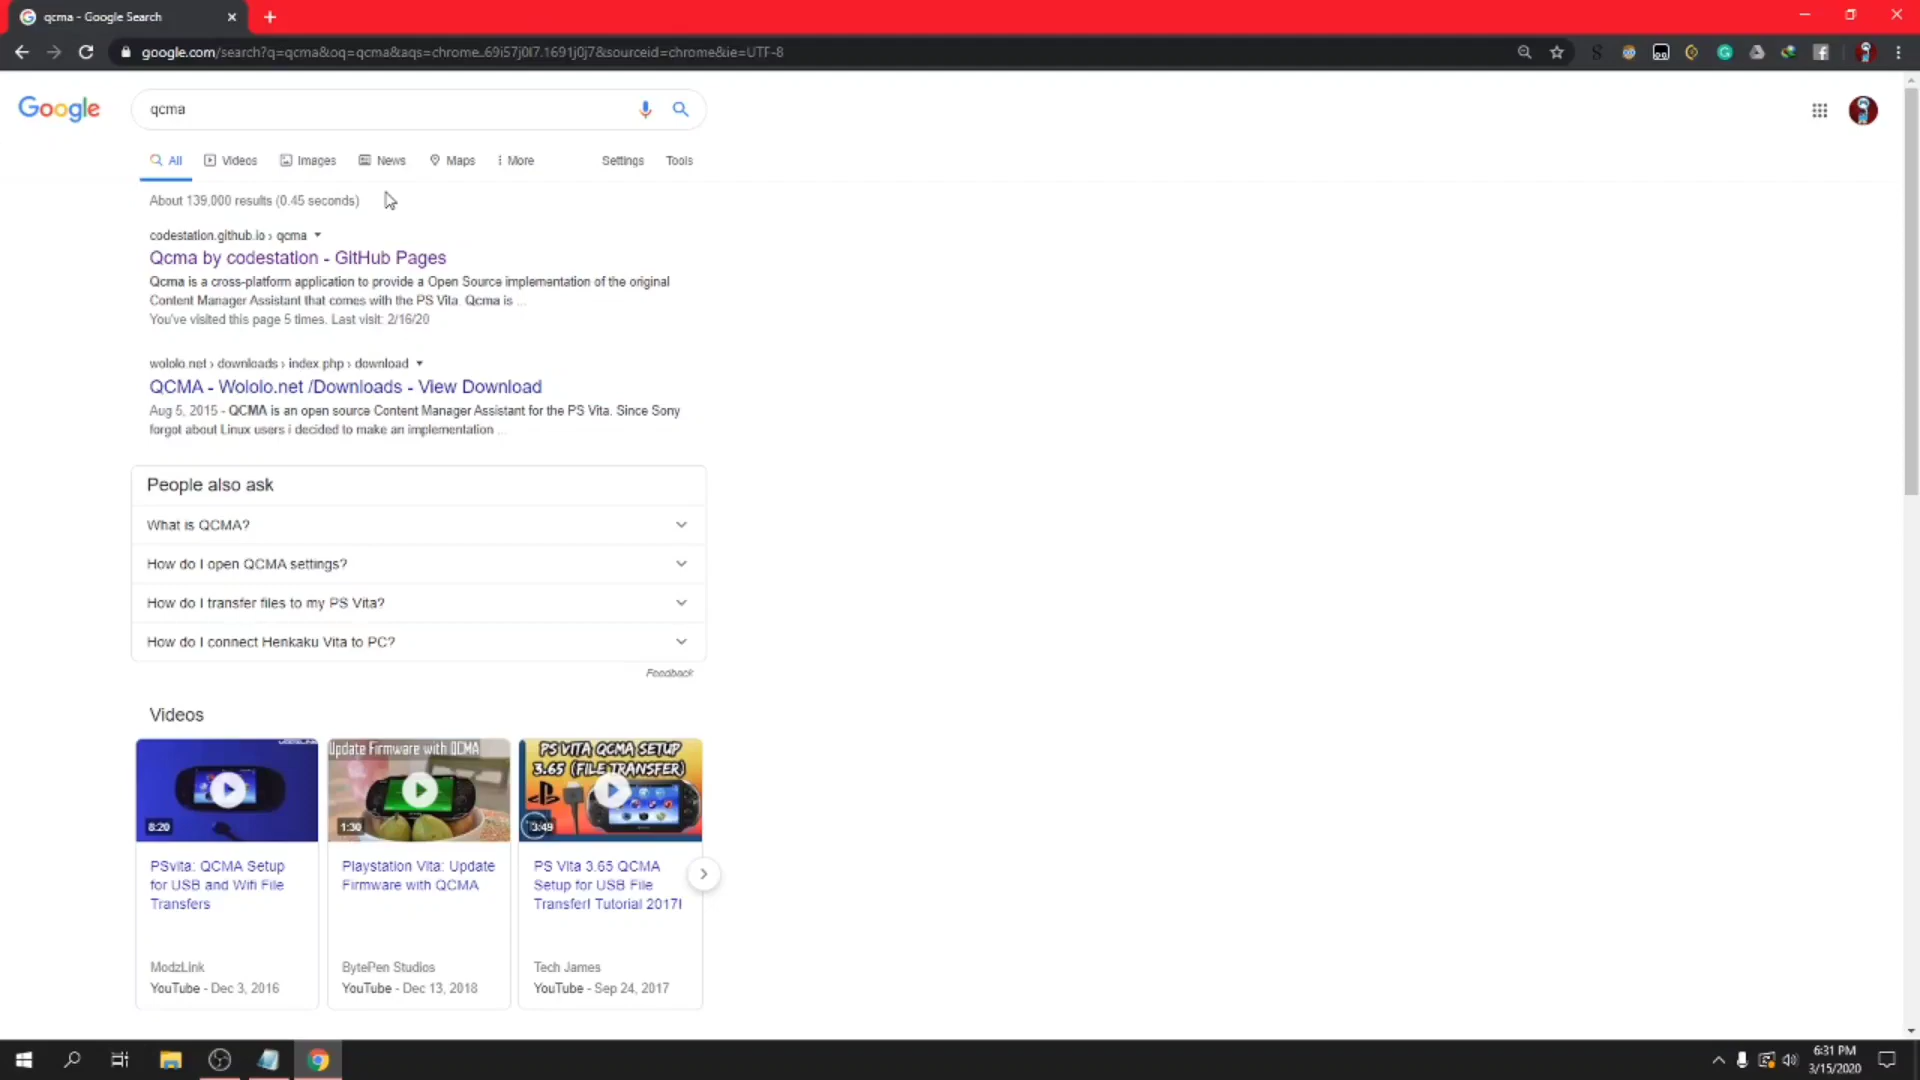 qcma - Google Search
google.com/search?q=qcma&oq=qcma&aqs=chrome..69i57j0l7.1691j0j7&sourceid=chrome&ie=UTF-8
Google
qcma
All
Videos
Images
News
Maps
More
Settings
Tools
About 139,000 results (0.45 seconds)
codestation.github.io › qcma
Qcma by codestation - GitHub Pages
Qcma is a cross-platform application to provide a Open Source implementation of the original
Content Manager Assistant that comes with the PS Vita. Qcma is ...
You've visited this page 5 times. Last visit: 2/16/20
wololo.net › downloads › index.php › download
QCMA - Wololo.net /Downloads - View Download
Aug 5, 2015 - QCMA is an open source Content Manager Assistant for the PS Vita. Since Sony
forgot about Linux users i decided to make an implementation ...
People also ask
What is QCMA?
How do I open QCMA settings?
How do I transfer files to my PS Vita?
How do I connect Henkaku Vita to PC?
Feedback
Videos
8:20
Update Firmware with QCMA
1:30
PS VITA QCMA SETUP
3.65 (FILE TRANSFER)
3:49
PSvita: QCMA Setup
for USB and Wifi File
Transfers
ModzLink
YouTube - Dec 3, 2016
Playstation Vita: Update
Firmware with QCMA
BytePen Studios
YouTube - Dec 13, 2018
PS Vita 3.65 QCMA
Setup for USB File
Transfer! Tutorial 2017!
Tech James
YouTube - Sep 24, 2017
6:31 PM
3/15/2020